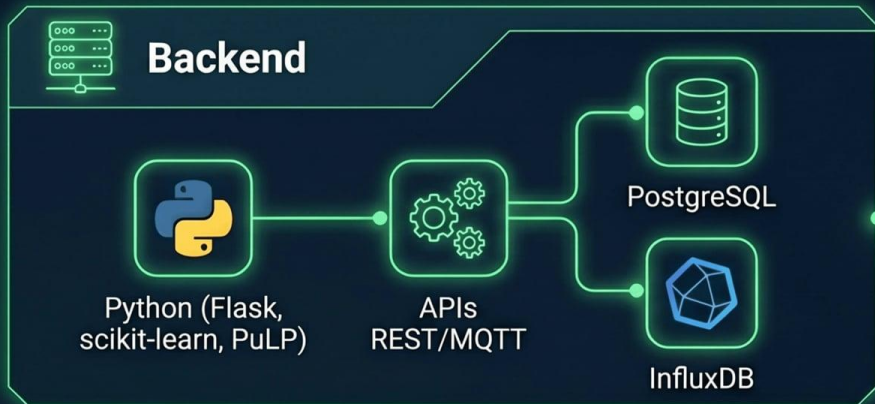 Backend
Python (Flask,
scikit-learn, PuLP)
APIs
REST/MQTT
PostgreSQL
InfluxDB